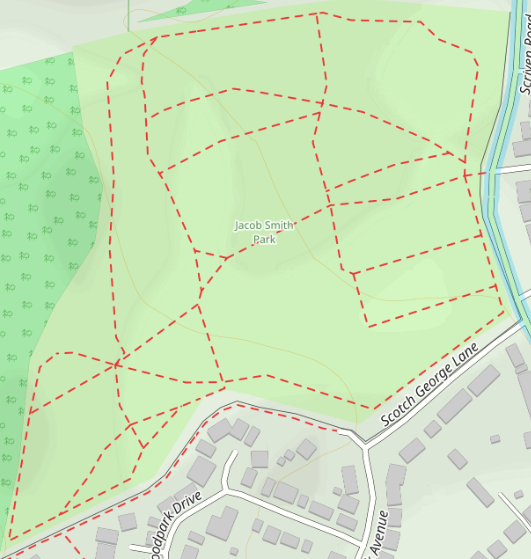 Scriven Road
Jacob Smith
Park
Scotch George Lane
odpark Drive
Avenue